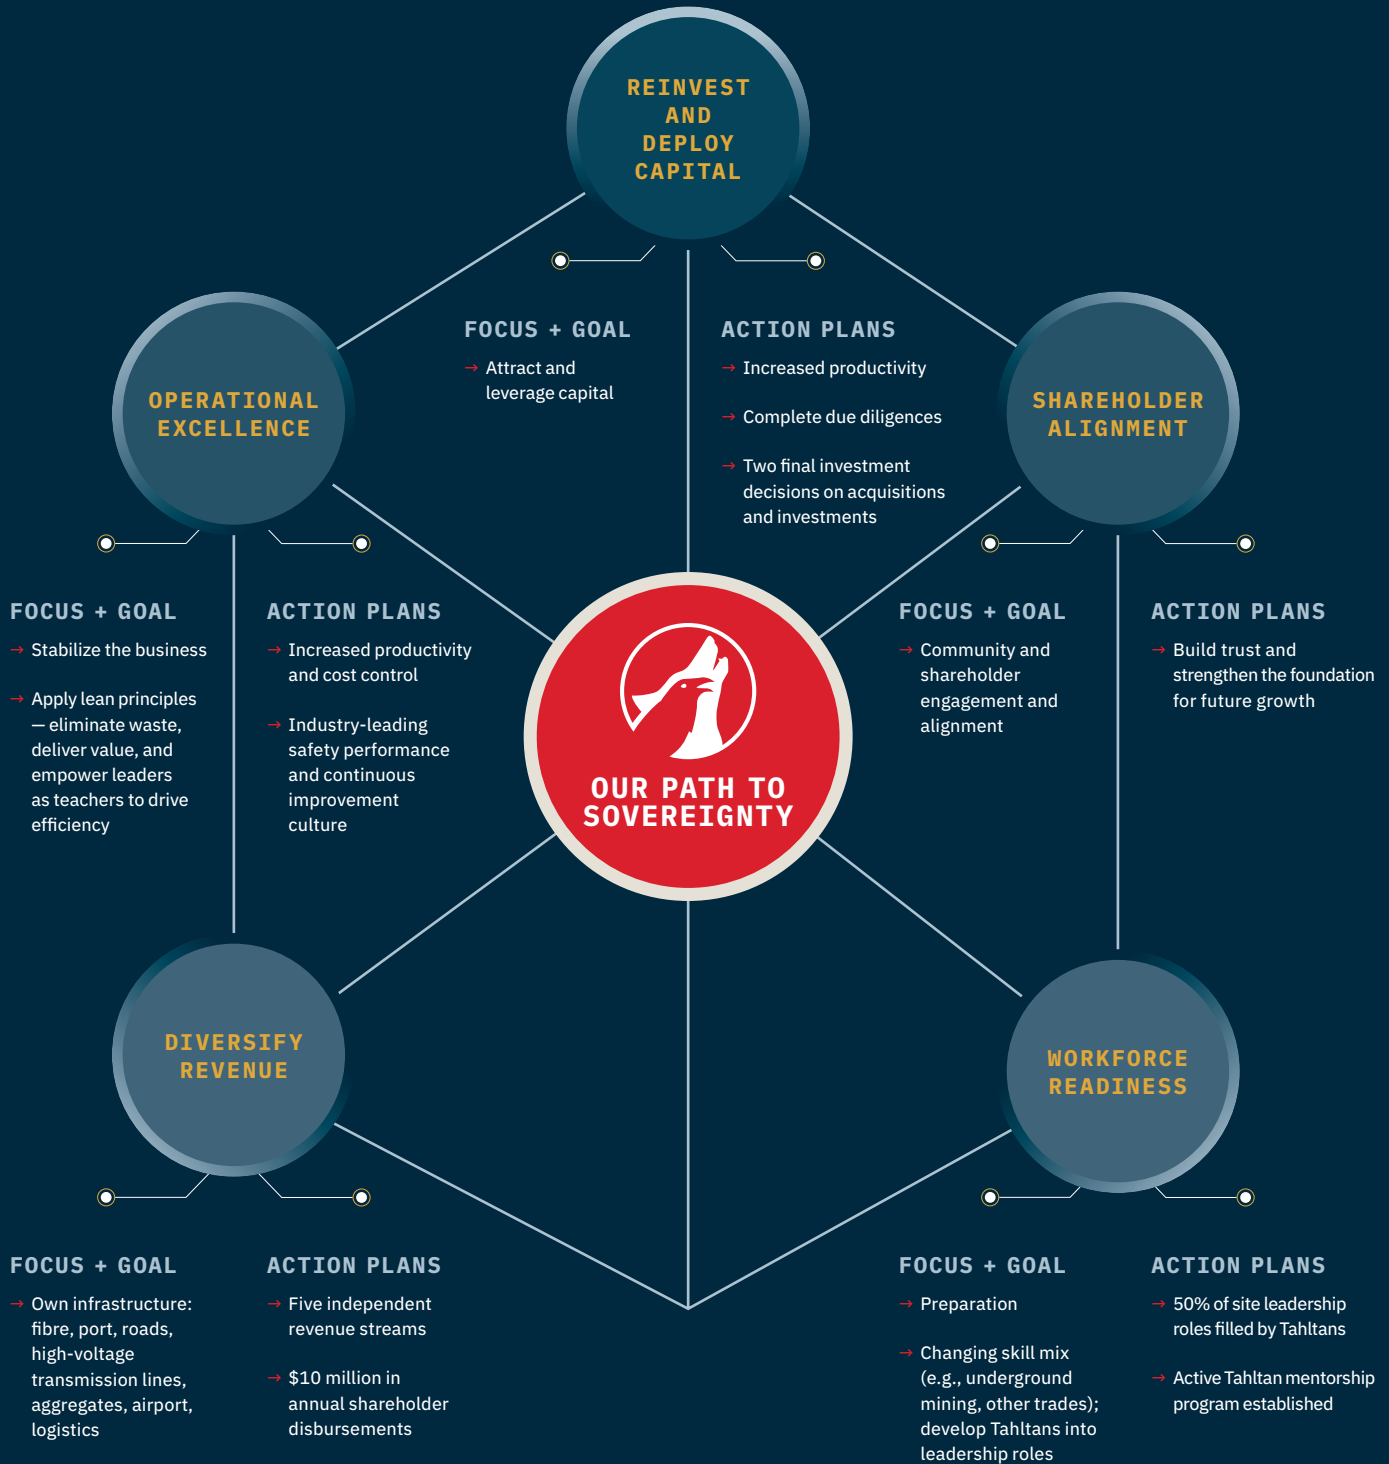 REINVEST
AND
DEPLOY
CAPITAL
FOCUS + GOAL
→ Attract and
leverage capital
ACTION PLANS
→ Increased productivity
→ Complete due diligences
→ Two final investment
decisions on acquisitions
and investments
OPERATIONAL
EXCELLENCE
FOCUS + GOAL
→ Stabilize the business
→ Apply lean principles
— eliminate waste,
deliver value, and
empower leaders
as teachers to drive
efficiency
ACTION PLANS
→ Increased productivity
and cost control
→ Industry-leading
safety performance
and continuous
improvement
culture
SHAREHOLDER
ALIGNMENT
FOCUS + GOAL
→ Community and
shareholder
engagement and
alignment
ACTION PLANS
→ Build trust and
strengthen the foundation
for future growth
OUR PATH TO
SOVEREIGNTY
DIVERSIFY
REVENUE
FOCUS + GOAL
→ Own infrastructure:
fibre, port, roads,
high-voltage
transmission lines,
aggregates, airport,
logistics
ACTION PLANS
→ Five independent
revenue streams
→ $10 million in
annual shareholder
disbursements
WORKFORCE
READINESS
FOCUS + GOAL
→ Preparation
→ Changing skill mix
(e.g., underground
mining, other trades);
develop Tahltans into
leadership roles
ACTION PLANS
→ 50% of site leadership
roles filled by Tahltans
→ Active Tahltan mentorship
program established